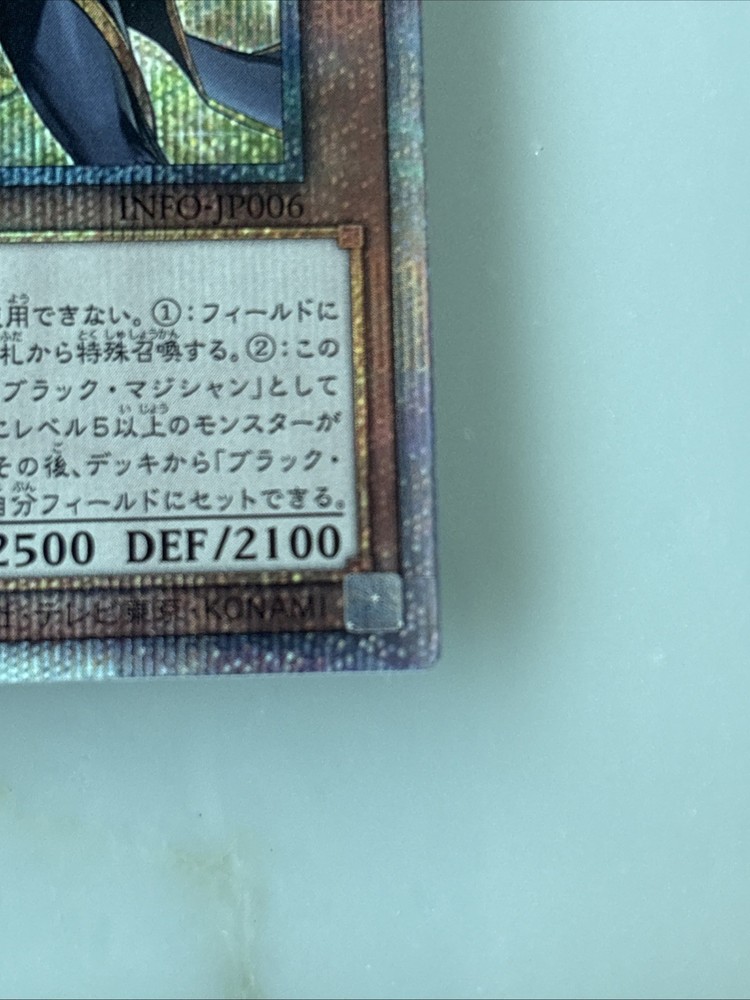 INFO-JP006
用できない。①:フィールドに
札から特殊召喚する。②:この
ブラック・マジシャン」として
にレベル5以上のモンスターが
その後、デッキから「ブラック・
自分フィールドにセットできる。
2500 DEF/2100
テレビ東京・KONAMI